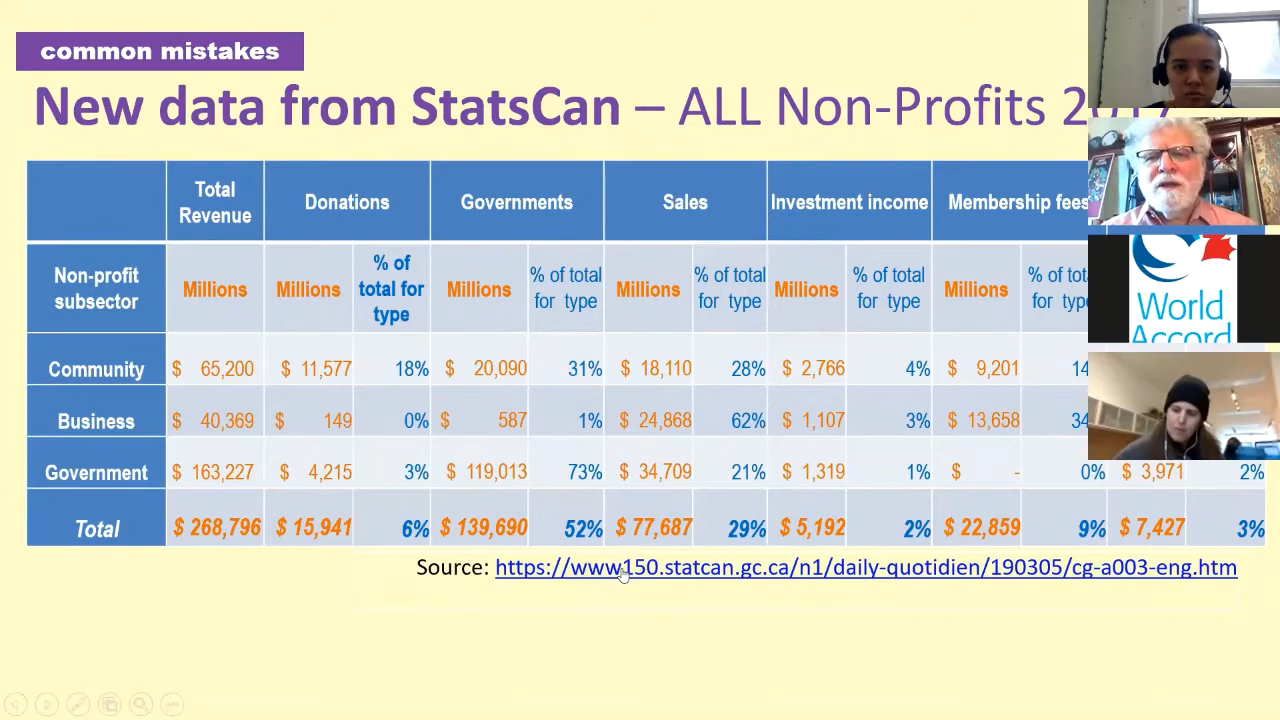 common mistakes
New data from StatsCan – ALL Non-Profits
Total Revenue Donations Governments Sales Investment income Membership fees
Non-profit subsector Millions Millions % of total for type Millions % of total for type Millions % of total for type Millions % of total for type Millions
Community $ 65,200 $ 11,577 18% $ 20,090 31% $ 18,110 28% $ 2,766 4% $ 9,201
Business $ 40,369 $ 149 0% $ 587 1% $ 24,868 62% $ 1,107 3% $ 13,658
Government $ 163,227 $ 4,215 3% $ 119,013 73% $ 34,709 21% $ 1,319 1% $ - 0% $ 3,971 2%
Total $ 268,796 $ 15,941 6% $ 139,690 52% $ 77,687 29% $ 5,192 2% $ 22,859 9% $ 7,427 3%
Source: https://www150.statcan.gc.ca/n1/daily-quotidien/190305/cg-a003-eng.htm
World
Accord